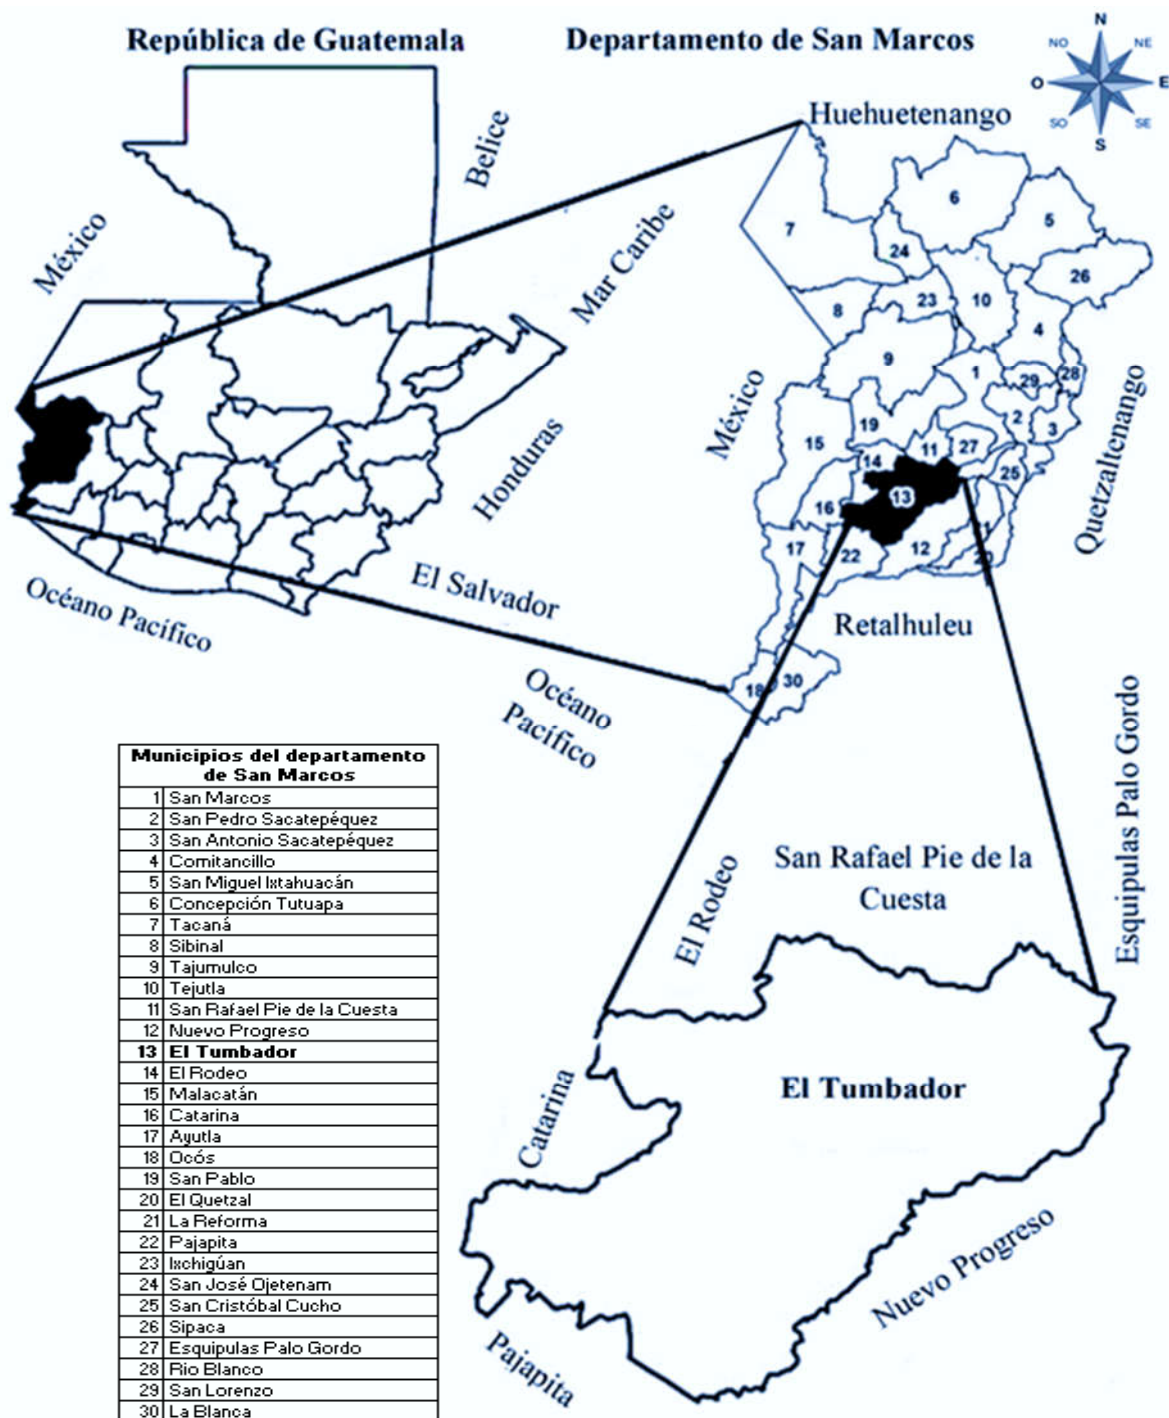 República de Guatemala
Departamento de San Marcos
N
NO
NE
O
E
SO
SE
S
Huehuetenango
Belice
México
Mar Caribe
6
5
7
24
26
8
23
10
4
9
1
29
28
México
Quetzaltenango
2
3
19
15
11
27
14
25
13
16
Honduras
17
22
12
1
20
El Salvador
Océano Pacífico
Retalhuleu
18
30
Océano
Pacífico
Esquipulas Palo Gordo
Municipios del departamento
de San Marcos
1 San Marcos
2 San Pedro Sacatepéquez
3 San Antonio Sacatepéquez
4 Comitancillo
5 San Miguel Ixtahuacán
6 Concepción Tutuapa
7 Tacaná
8 Sibinal
9 Tajumulco
10 Tejutla
11 San Rafael Pie de la Cuesta
12 Nuevo Progreso
13 El Tumbador
14 El Rodeo
15 Malacatán
16 Catarina
17 Ayutla
18 Ocós
19 San Pablo
20 El Quetzal
21 La Reforma
22 Pajapita
23 Ixchigúan
24 San José Ojetenam
25 San Cristóbal Cucho
26 Sipaca
27 Esquipulas Palo Gordo
28 Rio Blanco
29 San Lorenzo
30 La Blanca
El Rodeo
San Rafael Pie de la
Cuesta
El Tumbador
Catarina
Nuevo Progreso
Pajapita